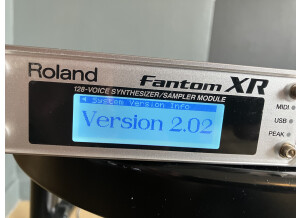 Roland
Fantom XR
128-VOICE SYNTHESIZER/SAMPLER MODULE
System Version Info
Version 2.02
MIDI
USB
PEAK